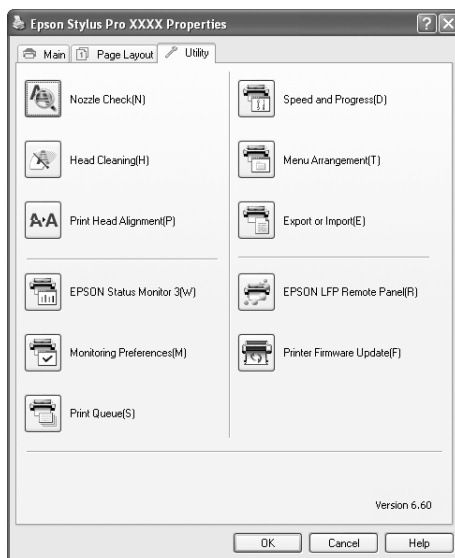 Epson Stylus Pro XXXX Properties
Main
Page Layout
Utility
Nozzle Check(N)
Speed and Progress(D)
Head Cleaning(H)
Menu Arrangement(T)
Print Head Alignment(P)
Export or Import(E)
EPSON Status Monitor 3(W)
EPSON LFP Remote Panel(R)
Monitoring Preferences(M)
Printer Firmware Update(F)
Print Queue(S)
Version 6.60
OK
Cancel
Help